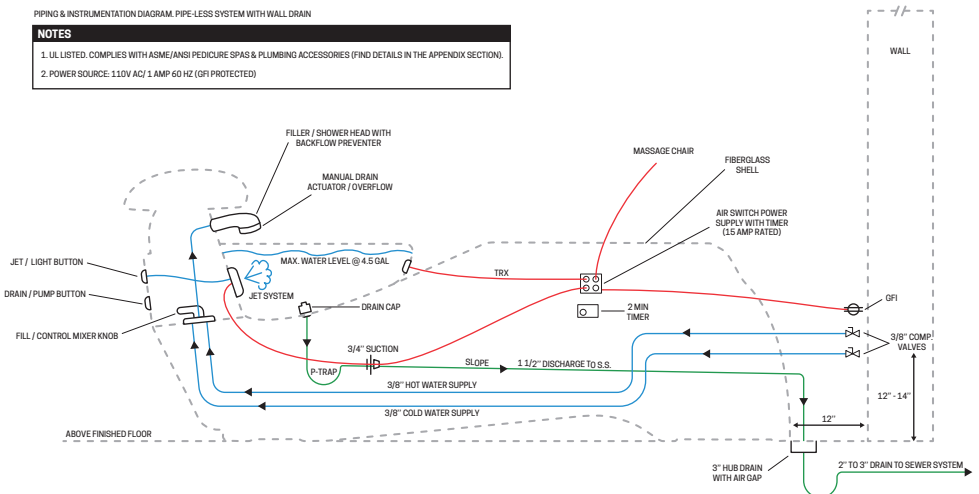 PIPING & INSTRUMENTATION DIAGRAM. PIPE-LESS SYSTEM WITH WALL DRAIN
NOTES
1. UL LISTED. COMPLIES WITH ASME/ANSI PEDICURE SPAS & PLUMBING ACCESSORIES (FIND DETAILS IN THE APPENDIX SECTION).
2. POWER SOURCE: 110V AC/ 1 AMP 60 HZ (GFI PROTECTED)
WALL
FILLER / SHOWER HEAD WITH
BACKFLOW PREVENTER
MANUAL DRAIN
ACTUATOR / OVERFLOW
MASSAGE CHAIR
FIBERGLASS
SHELL
AIR SWITCH POWER
SUPPLY WITH TIMER
(15 AMP RATED)
JET / LIGHT BUTTON
MAX. WATER LEVEL @ 4.5 GAL
TRX
DRAIN / PUMP BUTTON
JET SYSTEM
DRAIN CAP
2 MIN
TIMER
GFI
FILL / CONTROL MIXER KNOB
3/8" COMP.
VALVES
3/4" SUCTION
P-TRAP
SLOPE
1 1/2" DISCHARGE TO S.S.
3/8" HOT WATER SUPPLY
12" - 14"
3/8" COLD WATER SUPPLY
12"
ABOVE FINISHED FLOOR
3" HUB DRAIN
WITH AIR GAP
2" TO 3" DRAIN TO SEWER SYSTEM